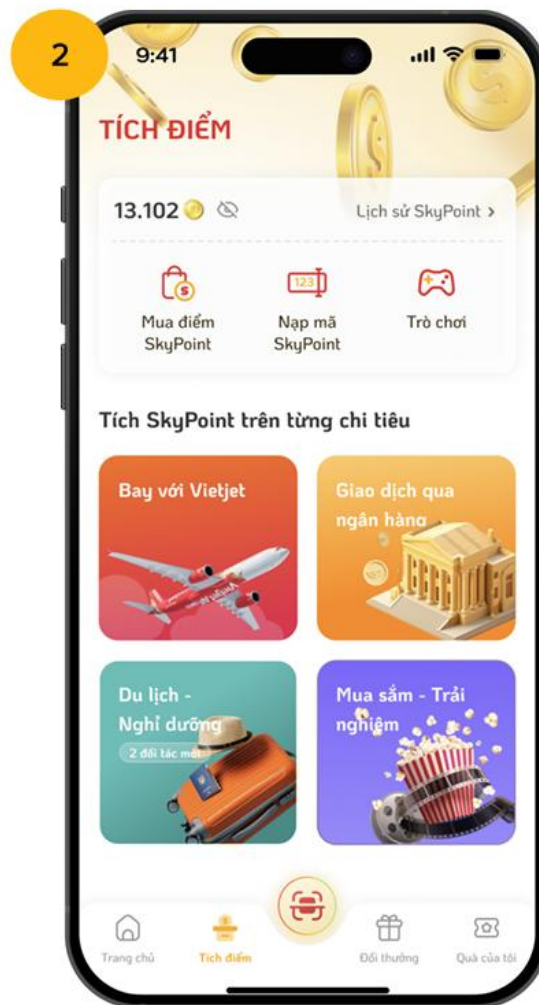 2
9:41
TÍCH ĐIỂM
13.102
Lịch sử SkyPoint >
Mua điểm
SkyPoint
123
Nạp mã
SkyPoint
Trò chơi
Tích SkyPoint trên từng chi tiêu
Bay với Vietjet
Giao dịch qua
ngân hàng
Du lịch -
Nghỉ dưỡng
2 đối tác mới
Mua sắm - Trải
nghiệm
Trang chủ
Tích điểm
Đổi thưởng
Quà của tôi